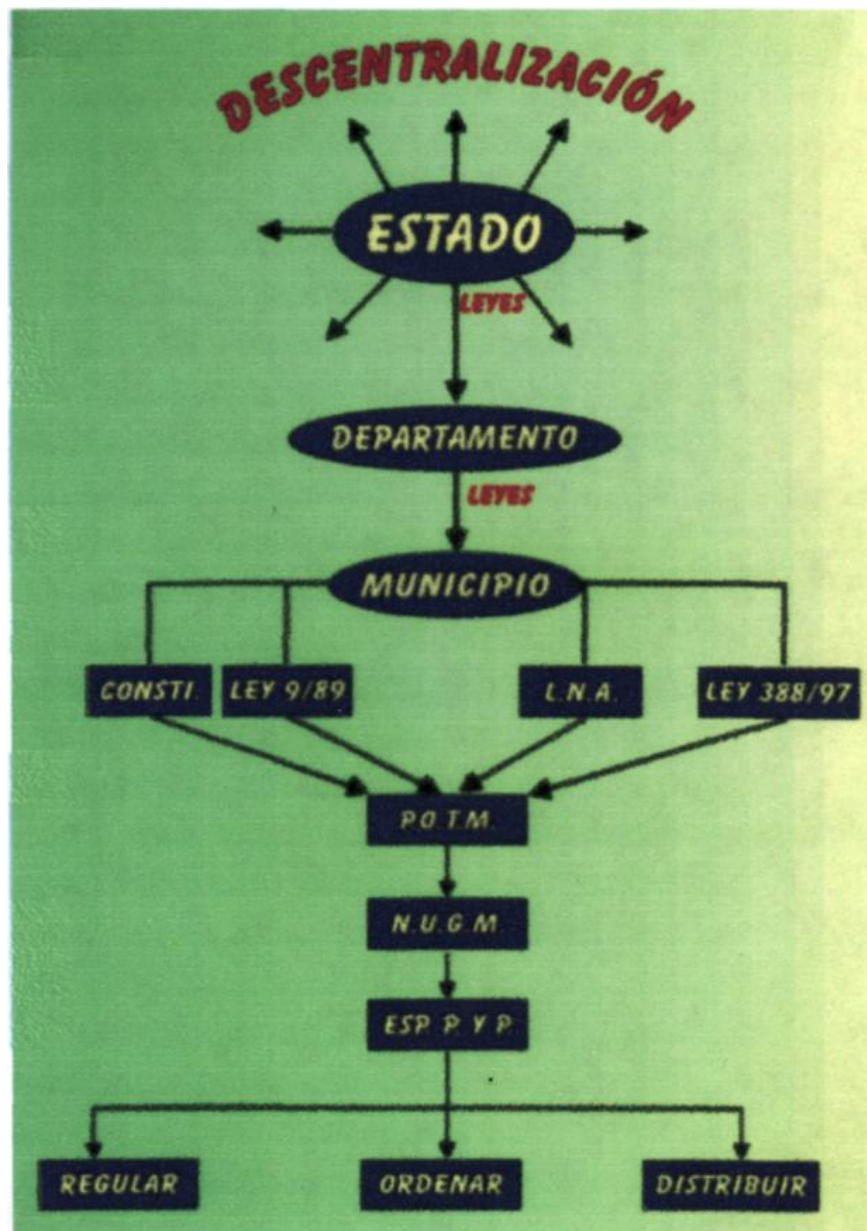 DESCENTRALIZACIÓN
ESTADO
LEYES
DEPARTAMENTO
LEYES
MUNICIPIO
CONSTI.
LEY 9/89
L.N.A.
LEY 388/97
P.O.T.M.
N.U.G.M.
ESP. P. Y P.
REGULAR
ORDENAR
DISTRIBUIR